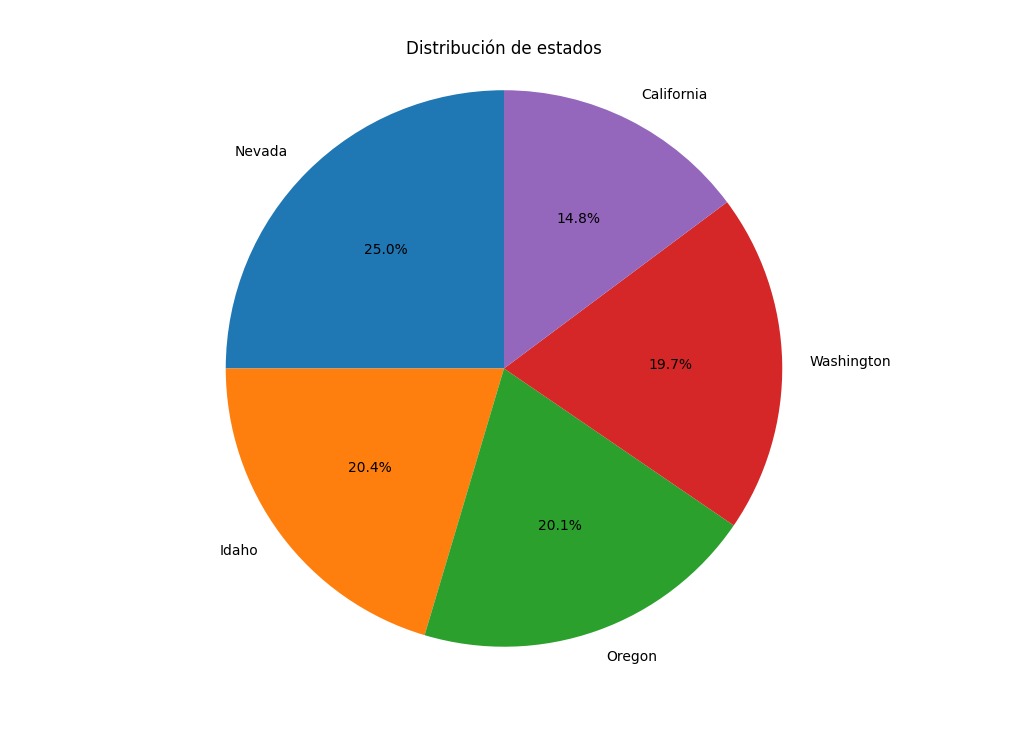 Distribución de estados
California
Nevada
14.8%
25.0%
Washington
19.7%
20.4%
20.1%
Idaho
Oregon